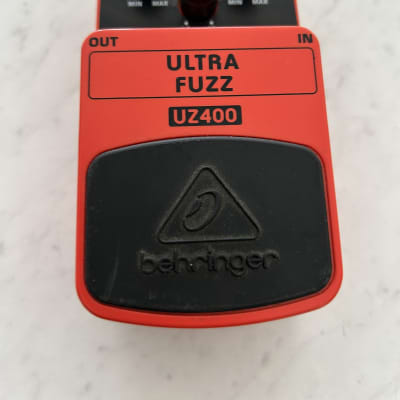 MIN MAX MIN MAX
OUT IN
ULTRA
FUZZ
UZ400
behringer